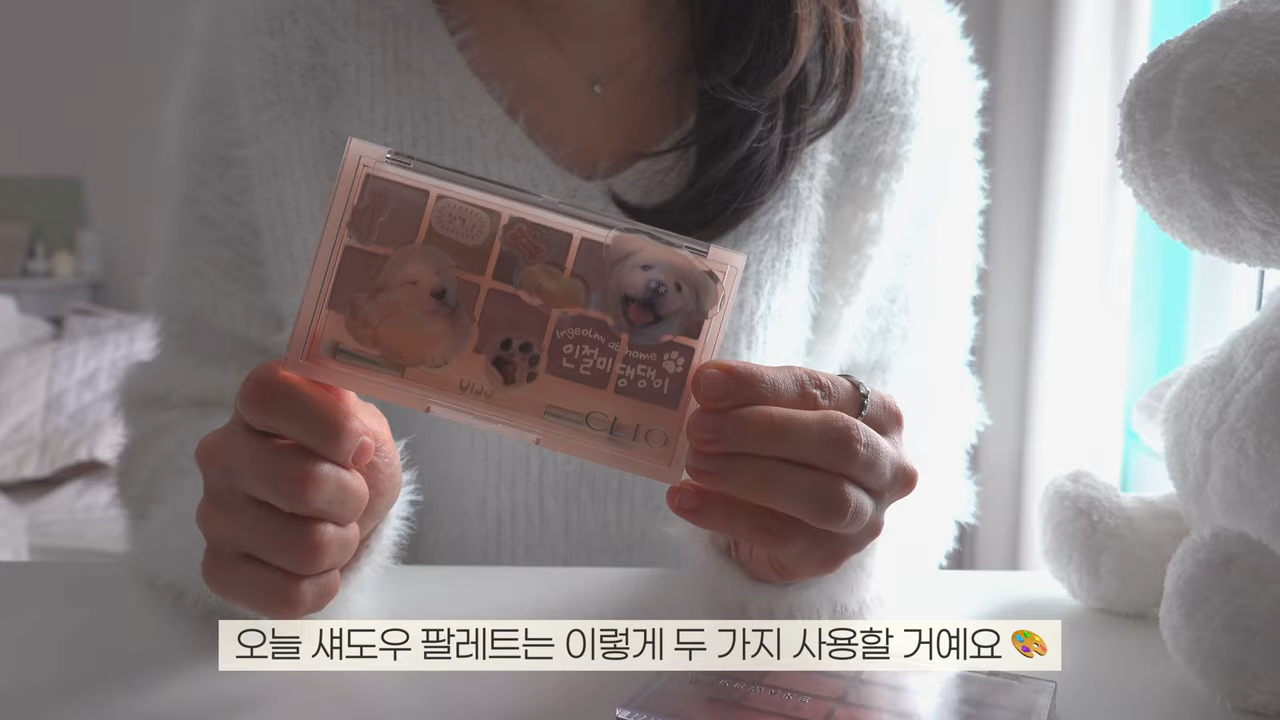 Ingeolmi at home
인절미
댕댕이
CLIO
오늘 섀도우 팔레트는 이렇게 두 가지 사용할 거예요 🎨